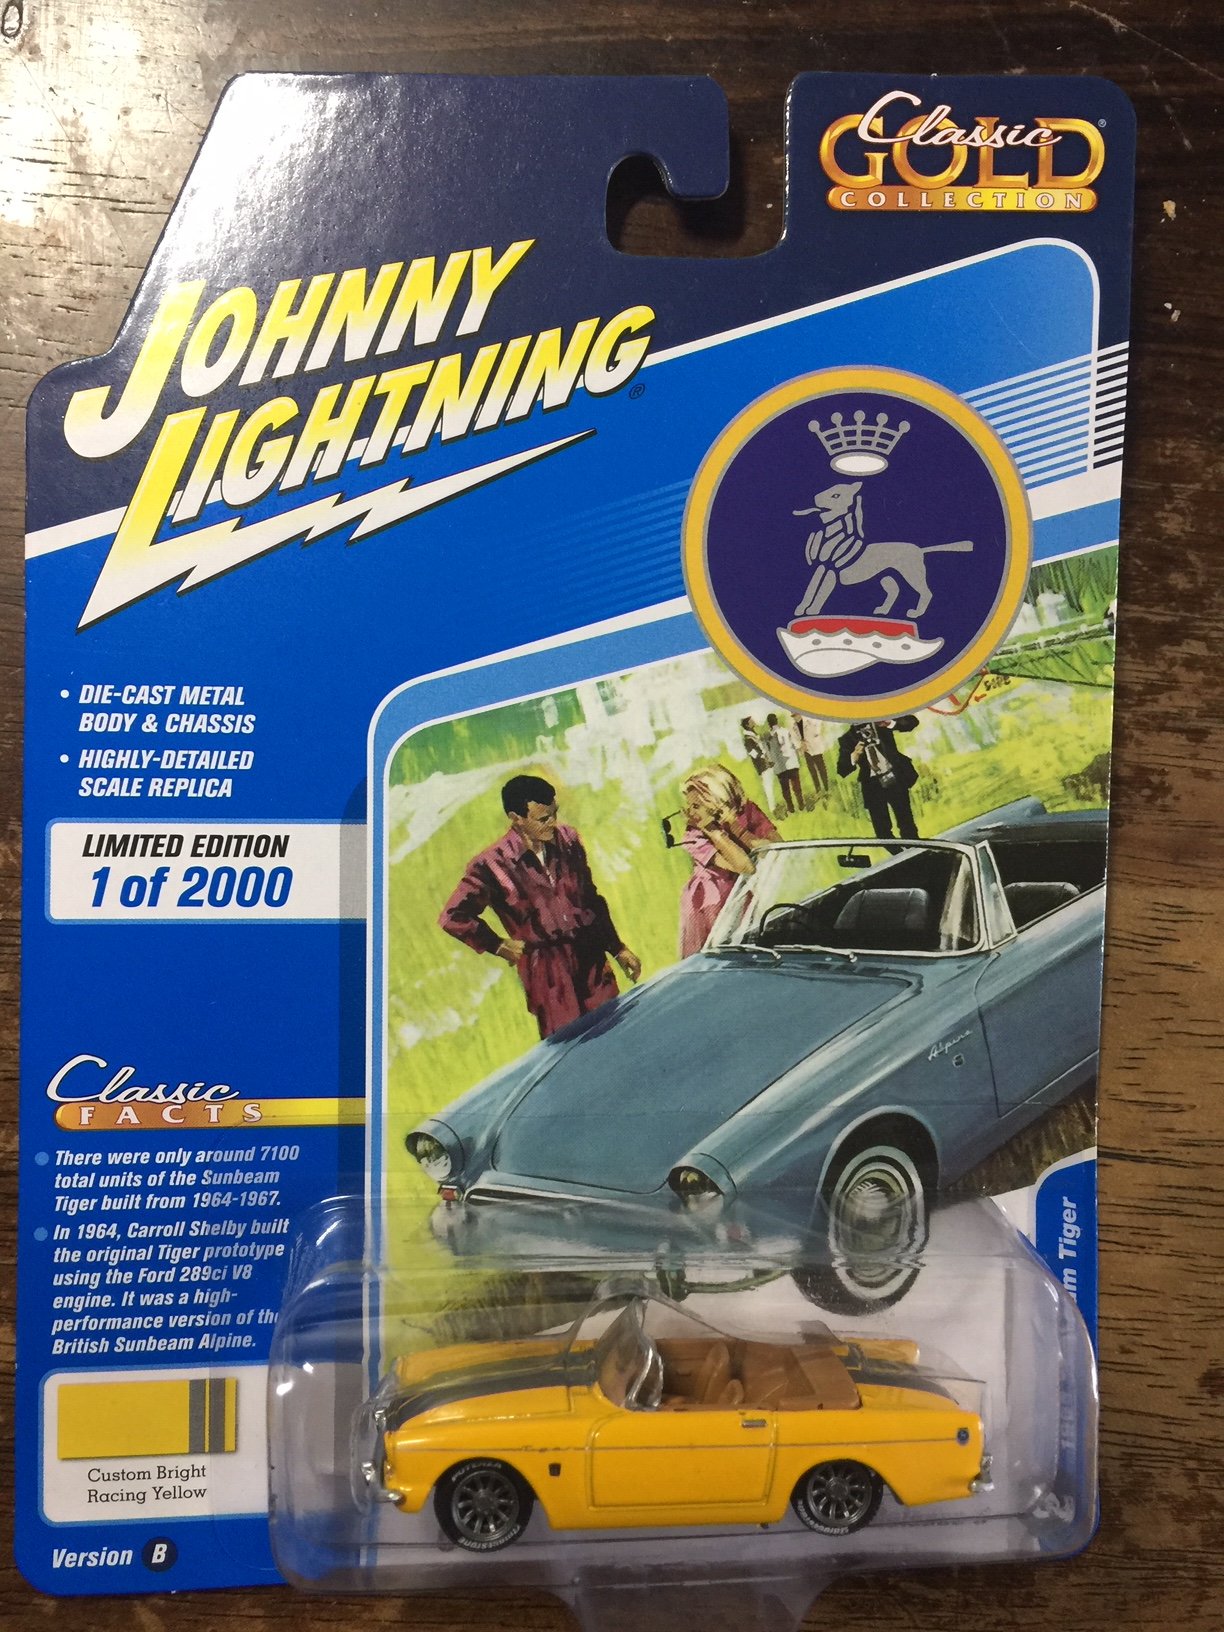 Classic
GOLD®
COLLECTION
JOHNNY
LIGHTNING®
• DIE-CAST METAL
BODY & CHASSIS
• HIGHLY-DETAILED
SCALE REPLICA
LIMITED EDITION
1 of 2000
Classic
FACTS
There were only around 7100
total units of the Sunbeam
Tiger built from 1964-1967.
In 1964, Carroll Shelby built
the original Tiger prototype
using the Ford 289ci V8
engine. It was a high-
performance version of the
British Sunbeam Alpine.
Custom Bright
Racing Yellow
Version B
Alpine
Tiger
Tiger
POTENZA
BRIDGESTONE